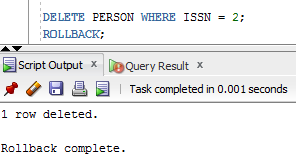 DELETE PERSON WHERE ISSN = 2;
ROLLBACK;
Script Output x Query Result x
Task completed in 0.001 seconds
1 row deleted.
Rollback complete.